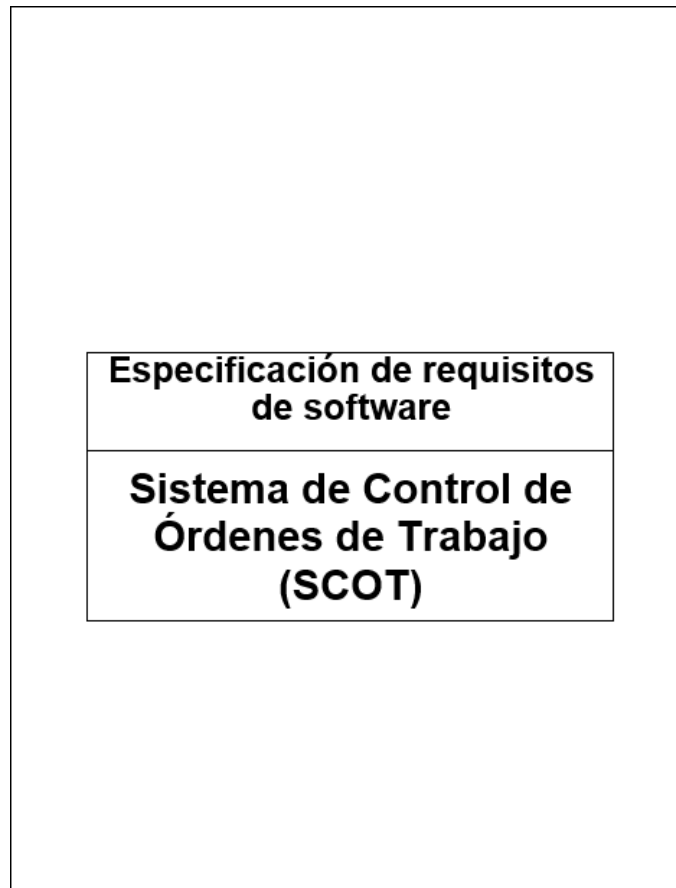 Especificación de requisitos
de software
Sistema de Control de
Órdenes de Trabajo
(SCOT)